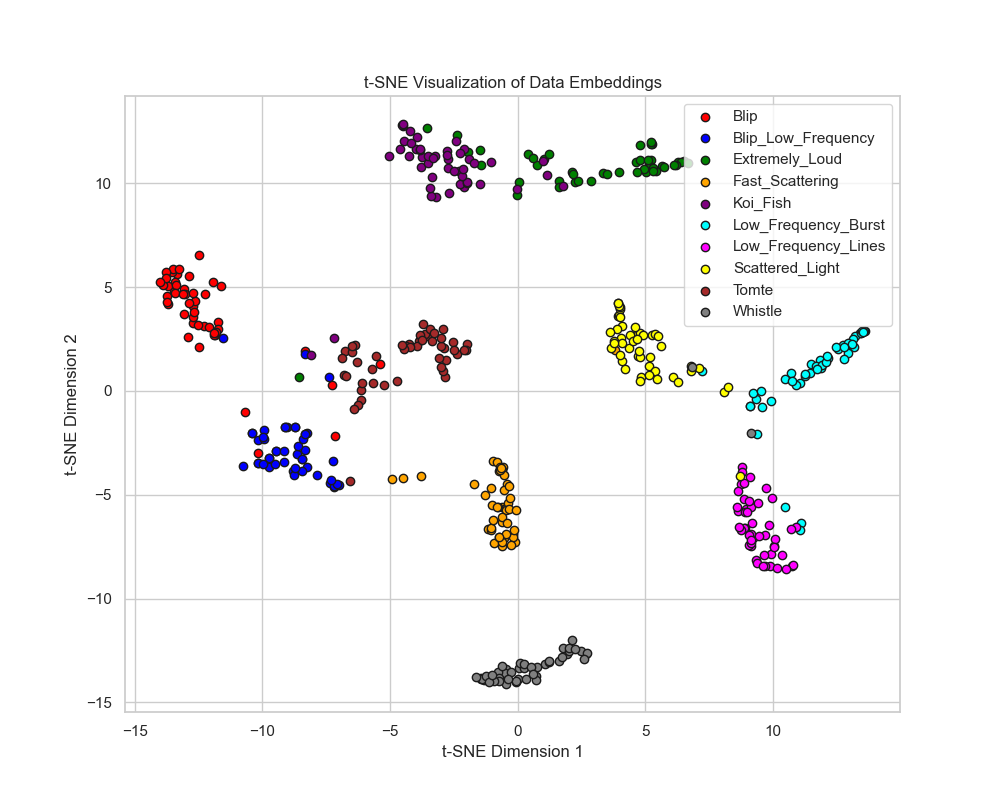 t-SNE Visualization of Data Embeddings
Blip
Blip_Low_Frequency
Extremely_Loud
Fast_Scattering
Koi_Fish
Low_Frequency_Burst
Low_Frequency_Lines
Scattered_Light
Tomte
Whistle
10
5
0
−5
−10
−15
t-SNE Dimension 2
−15
−10
−5
0
5
10
t-SNE Dimension 1